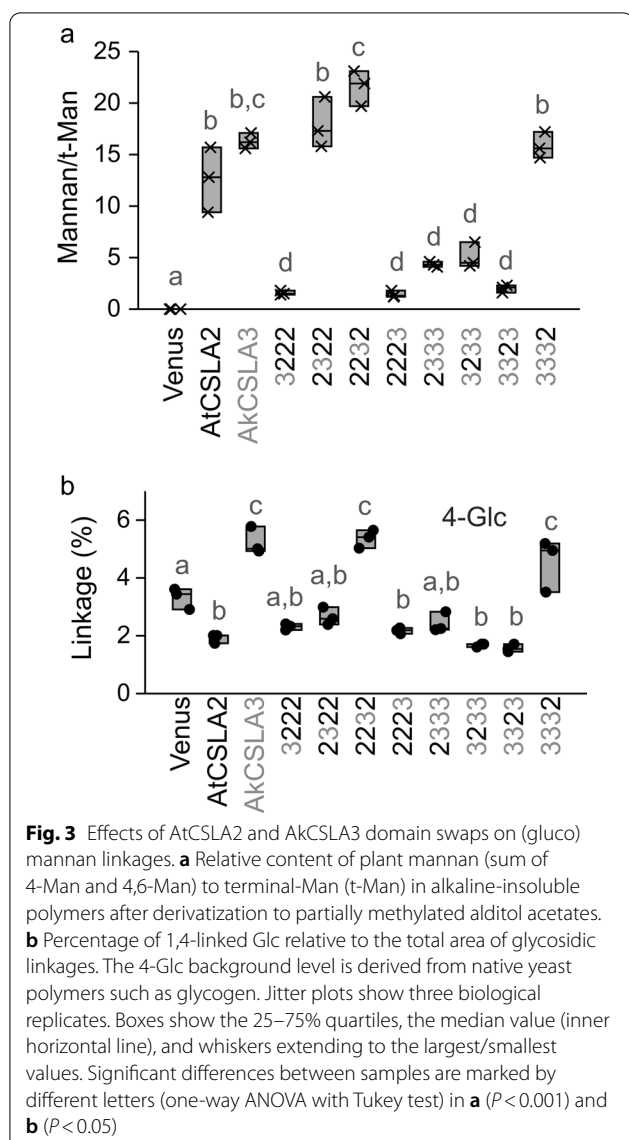 a
25
20
15
10
5
0
Mannan/t-Man
a
b
b,c
d
b
c
d
d
d
d
b
Venus
AtCSLA2
AkCSLA3
3222
2322
2232
2223
2333
3233
3323
3332
b
6
4
2
0
Linkage (%)
4-Glc
a
b
c
a,b
a,b
c
b
a,b
b
b
c
Venus
AtCSLA2
AkCSLA3
3222
2322
2232
2223
2333
3233
3323
3332
Fig. 3 Effects of AtCSLA2 and AkCSLA3 domain swaps on (gluco)
mannan linkages. a Relative content of plant mannan (sum of
4-Man and 4,6-Man) to terminal-Man (t-Man) in alkaline-insoluble
polymers after derivatization to partially methylated alditol acetates.
b Percentage of 1,4-linked Glc relative to the total area of glycosidic
linkages. The 4-Glc background level is derived from native yeast
polymers such as glycogen. Jitter plots show three biological
replicates. Boxes show the 25–75% quartiles, the median value (inner
horizontal line), and whiskers extending to the largest/smallest
values. Significant differences between samples are marked by
different letters (one-way ANOVA with Tukey test) in a (P < 0.001) and
b (P < 0.05)